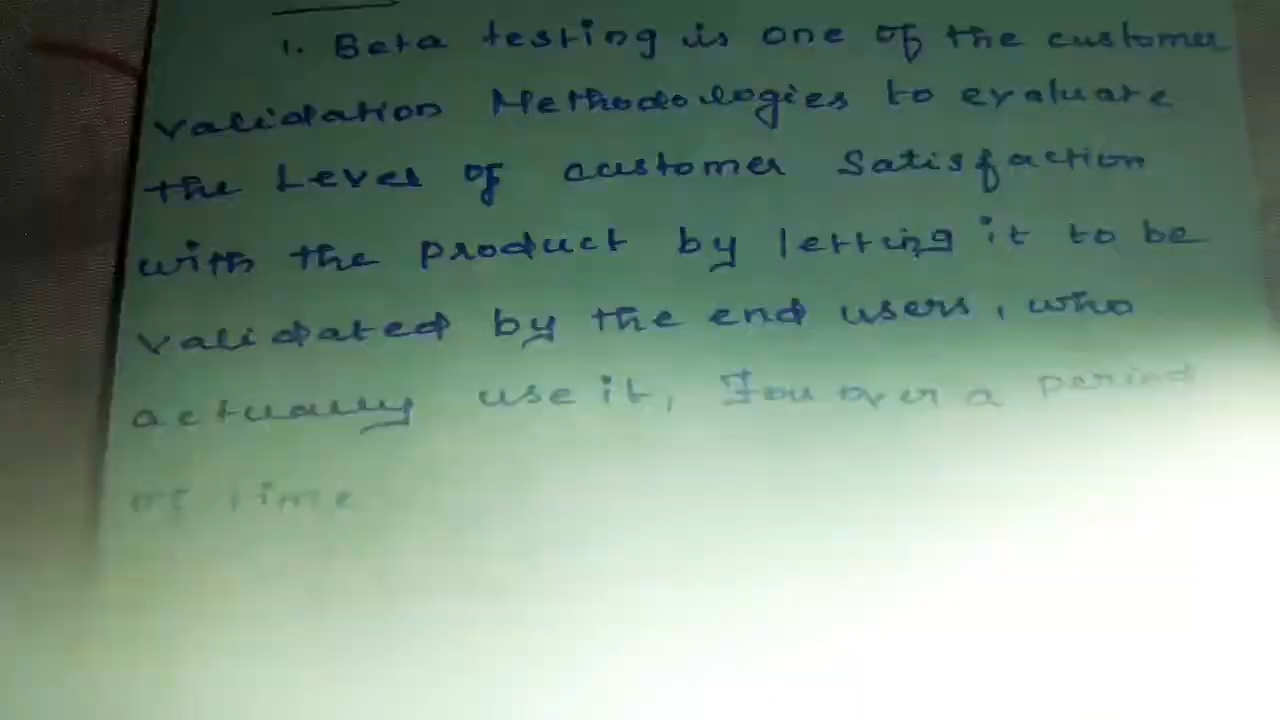 1. Beta testing is one of the customer
validation Methodologies to evaluate
the Level of customer satisfaction
with the product by letting it to be
validated by the end users, who
actually use it, over a period
of time